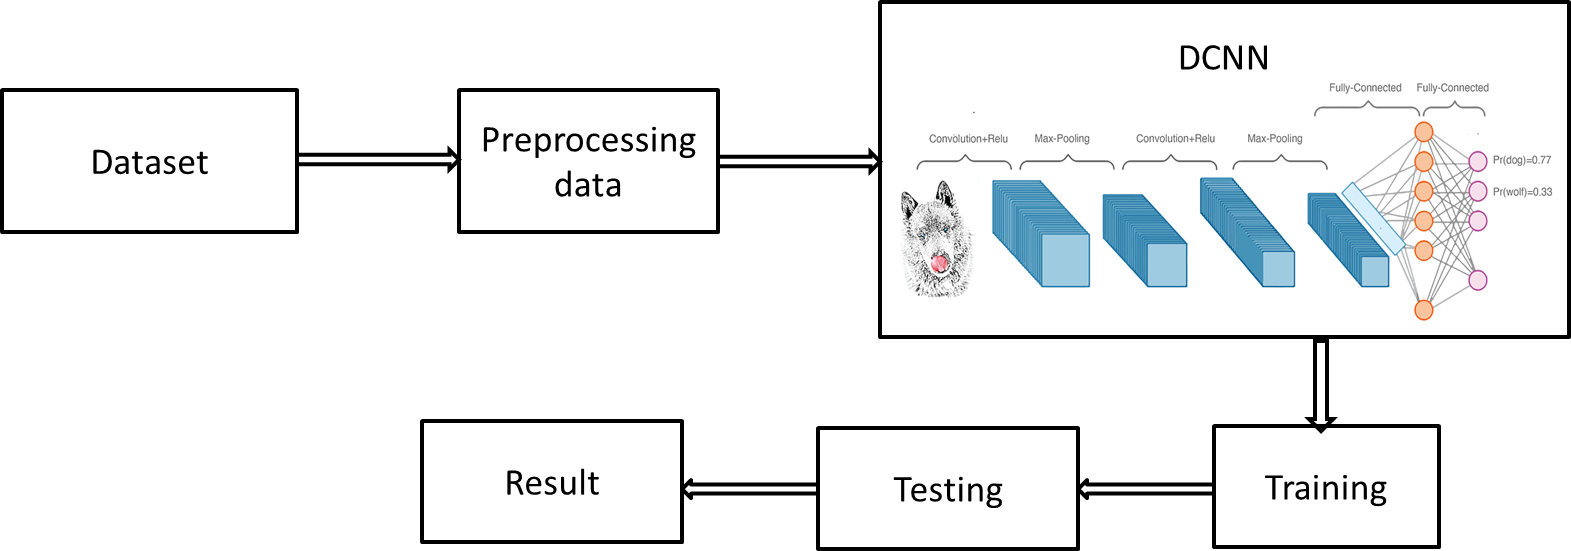 Dataset
Preprocessing
data
DCNN
Fully-Connected
Fully-Connected
Convolution+Relu
Max-Pooling
Convolution+Relu
Max-Pooling
Pr(dog)=0.77
Pr(wolf)=0.33
Training
Testing
Result